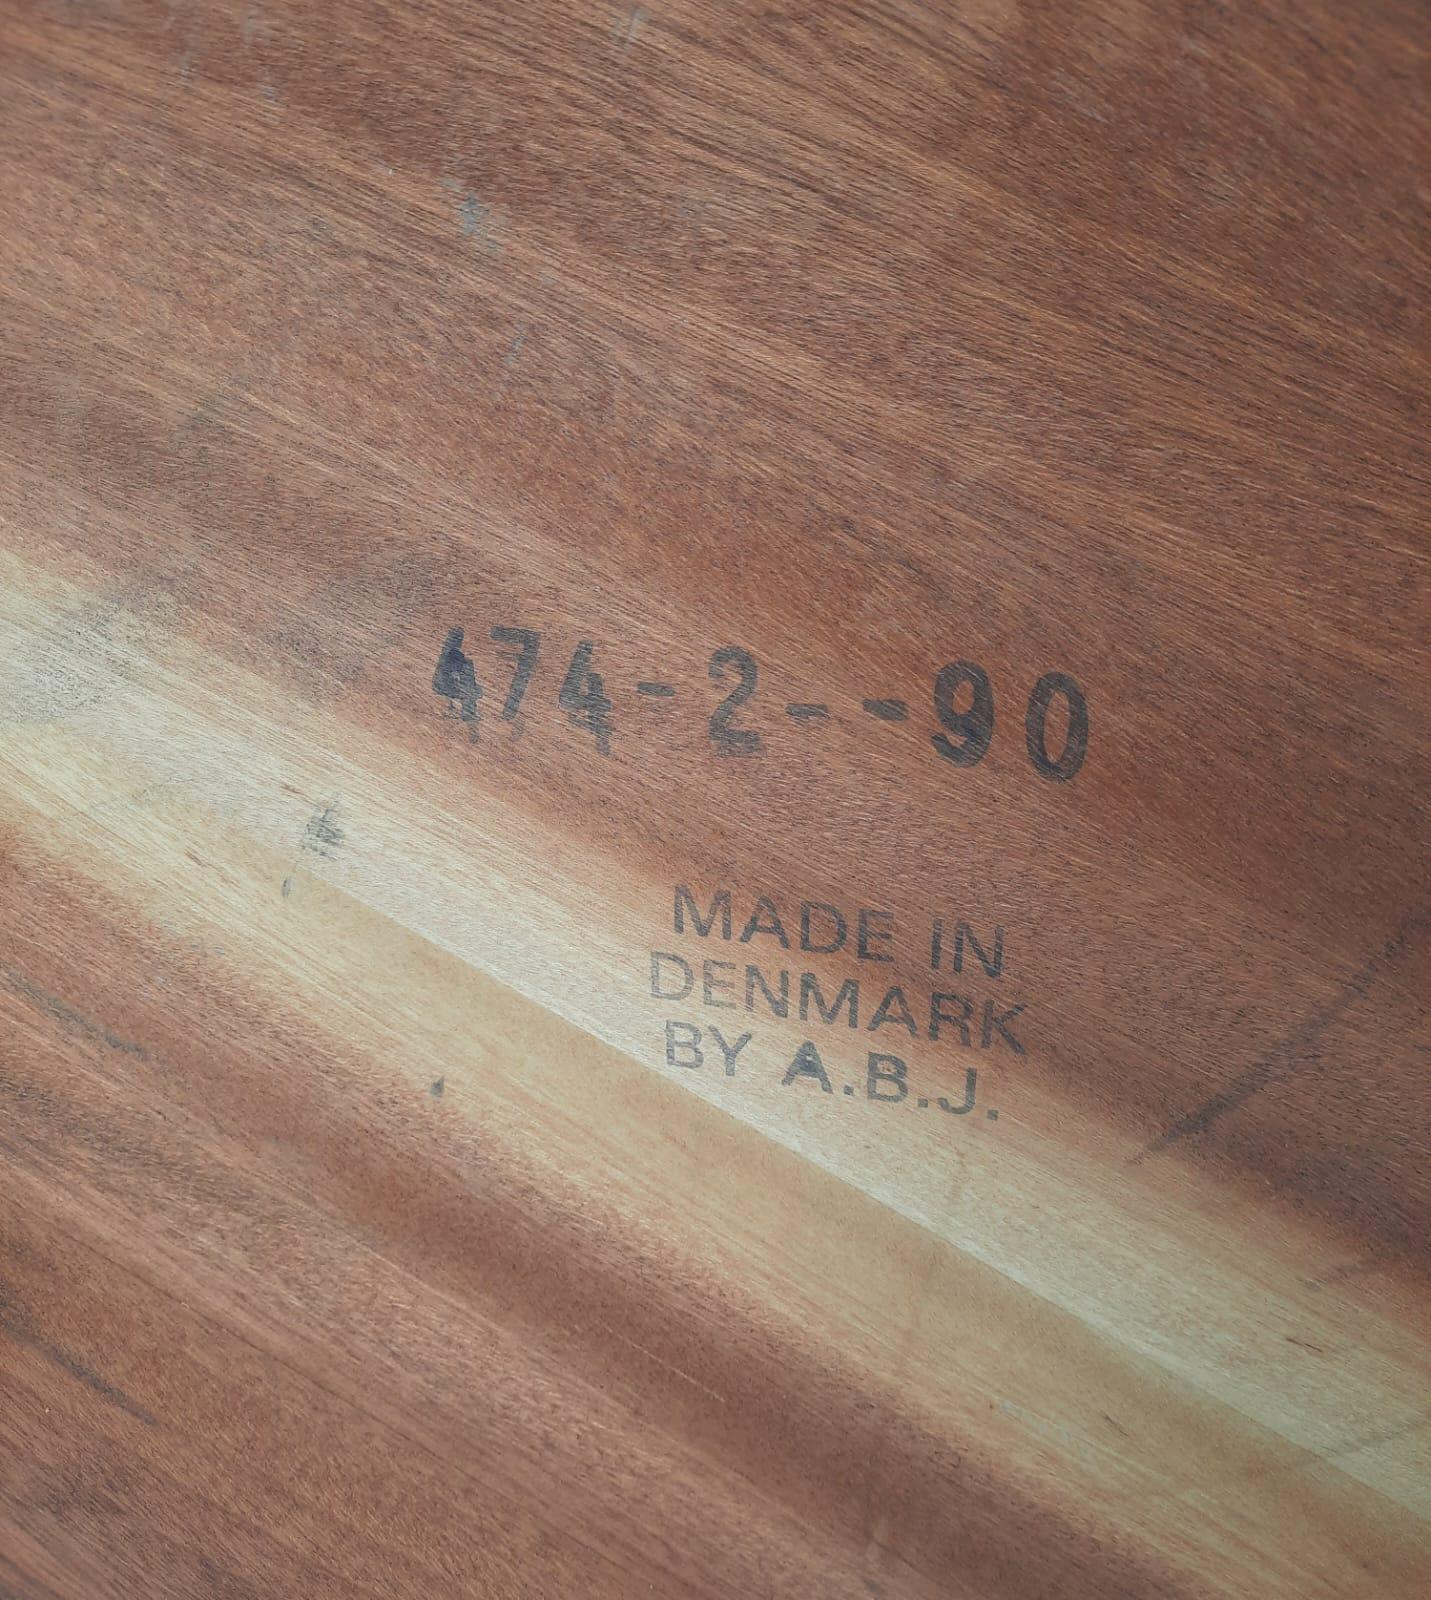 474-2--90
MADE IN
DENMARK
BY A.B.J.